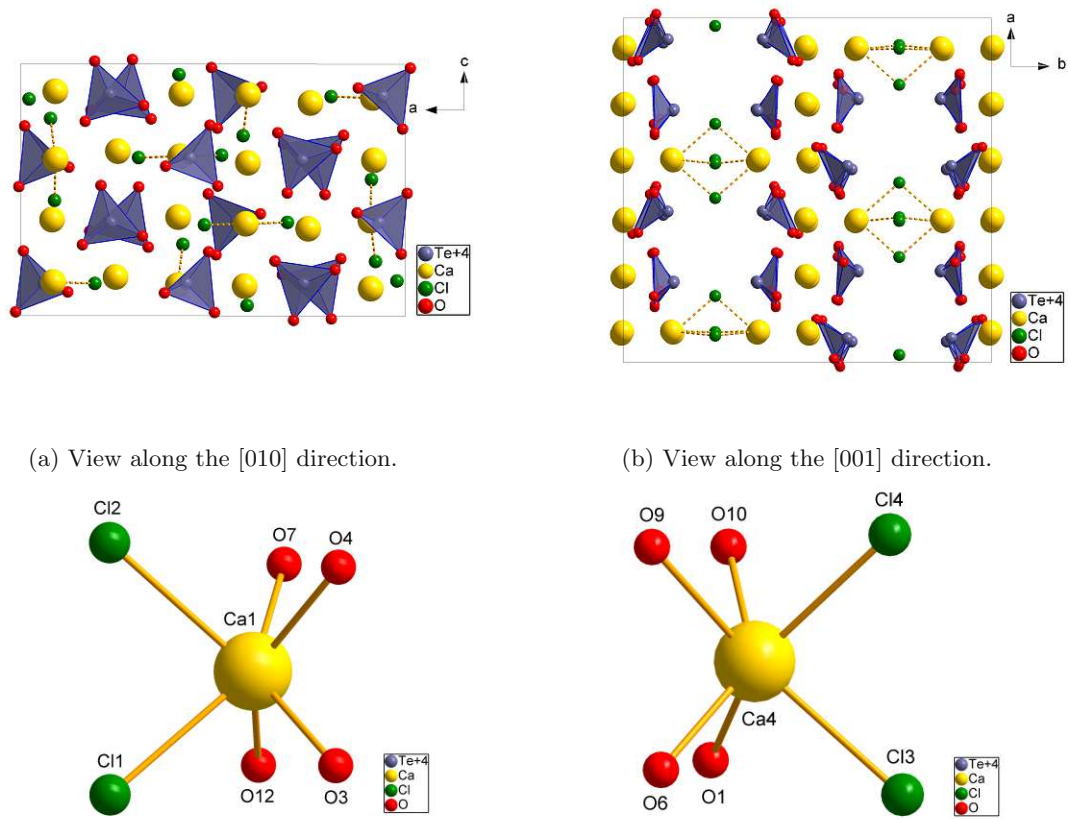 c
a
Te+4
Ca
Cl
O
a
b
Te+4
Ca
Cl
O
(a) View along the [010] direction.
(b) View along the [001] direction.
Cl2
O7
O4
Ca1
Cl1
O12
O3
Te+4
Ca
Cl
O
O9
O10
Cl4
Ca4
O6
O1
Cl3
Te+4
Ca
Cl
O